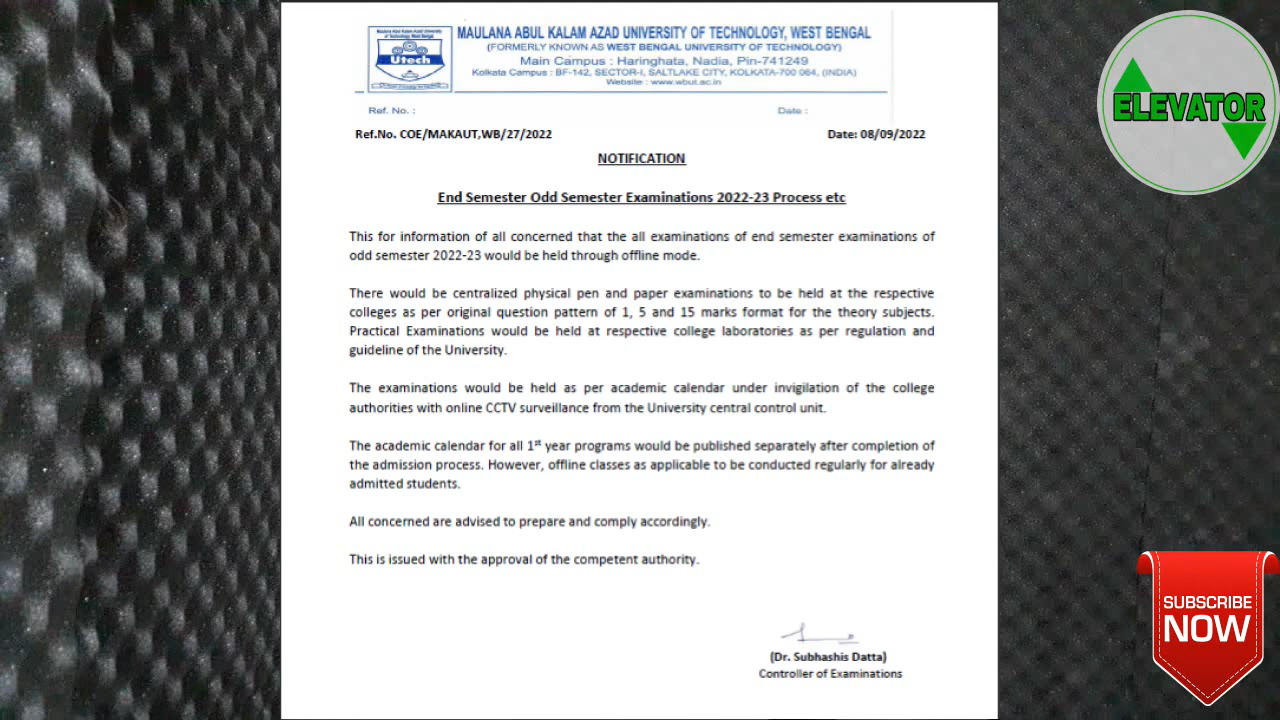 MAULANA ABUL KALAM AZAD UNIVERSITY OF TECHNOLOGY, WEST BENGAL
(FORMERLY KNOWN AS WEST BENGAL UNIVERSITY OF TECHNOLOGY)
Main Campus : Haringhata, Nadia, Pin-741249
Kolkata Campus : BF-142, SECTOR-I, SALTLAKE CITY, KOLKATA-700 064, (INDIA)
Website : www.wbut.ac.in
Maulana Abul Kalam Azad University
of Technology, West Bengal
Utech
Ref. No. :
Date :
Ref.No. COE/MAKAUT,WB/27/2022
Date: 08/09/2022
NOTIFICATION
End Semester Odd Semester Examinations 2022-23 Process etc
This for information of all concerned that the all examinations of end semester examinations of
odd semester 2022-23 would be held through offline mode.
There would be centralized physical pen and paper examinations to be held at the respective
colleges as per original question pattern of 1, 5 and 15 marks format for the theory subjects.
Practical Examinations would be held at respective college laboratories as per regulation and
guideline of the University.
The examinations would be held as per academic calendar under invigilation of the college
authorities with online CCTV surveillance from the University central control unit.
The academic calendar for all 1st year programs would be published separately after completion of
the admission process. However, offline classes as applicable to be conducted regularly for already
admitted students.
All concerned are advised to prepare and comply accordingly.
This is issued with the approval of the competent authority.
(Dr. Subhashis Datta)
Controller of Examinations
ELEVATOR
SUBSCRIBE
NOW